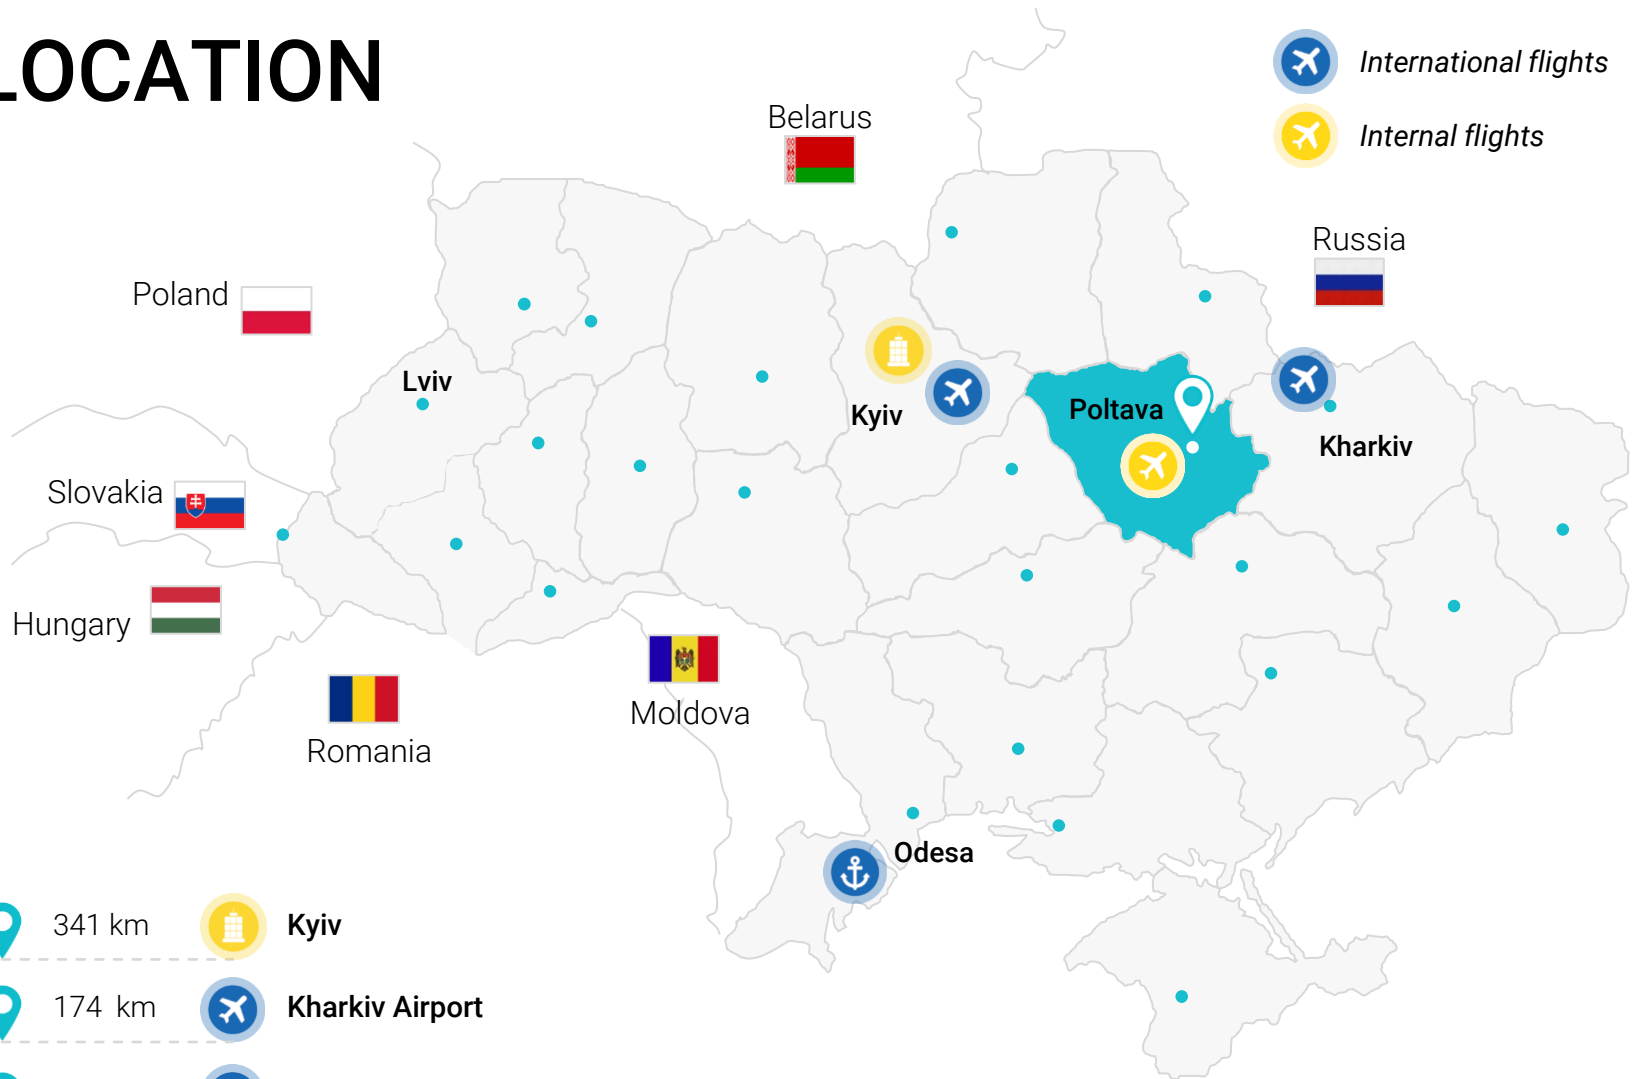 LOCATION
International flights
Internal flights
Belarus
Russia
Poland
Lviv
Kyiv
Poltava
Kharkiv
Slovakia
Hungary
Romania
Moldova
Odesa
341 km Kyiv
174 km Kharkiv Airport